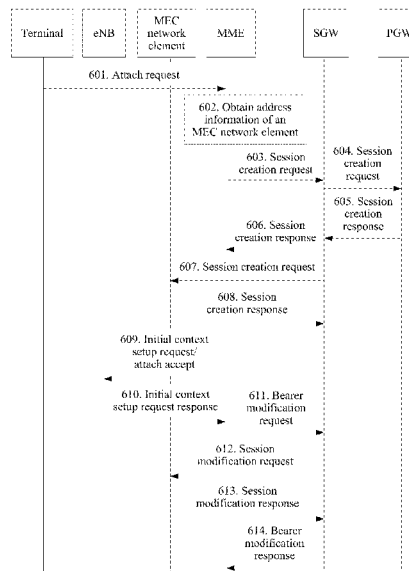 Terminal
eNB
MEC
network
element
MME
SGW
PGW
601. Attach request
602. Obtain address
information of an
MEC network element
603. Session
creation request
604. Session
creation
request
605. Session
creation
response
606. Session
creation response
607. Session creation request
608. Session
creation response
609. Initial context
setup request/
attach accept
610. Initial context
setup request response
611. Bearer
modification
request
612. Session
modification request
613. Session
modification response
614. Bearer
modification
response